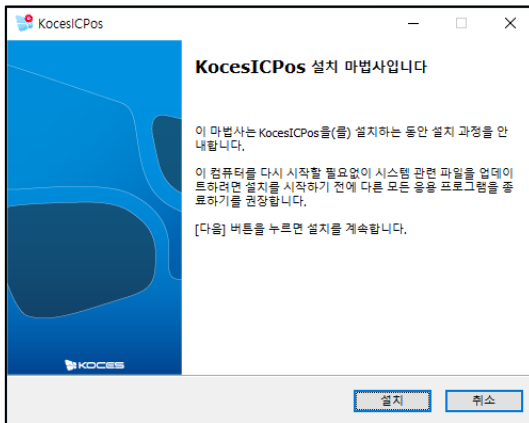 KocesICPos
KocesICPos 설치 마법사입니다
이 마법사는 KocesICPos을(를) 설치하는 동안 설치 과정을 안
내합니다.
이 컴퓨터를 다시 시작할 필요없이 시스템 관련 파일을 업데이
트하려면 설치를 시작하기 전에 다른 모든 응용 프로그램을 종
료하기를 권장합니다.
[다음] 버튼을 누르면 설치를 계속합니다.
KOCES
설치 취소